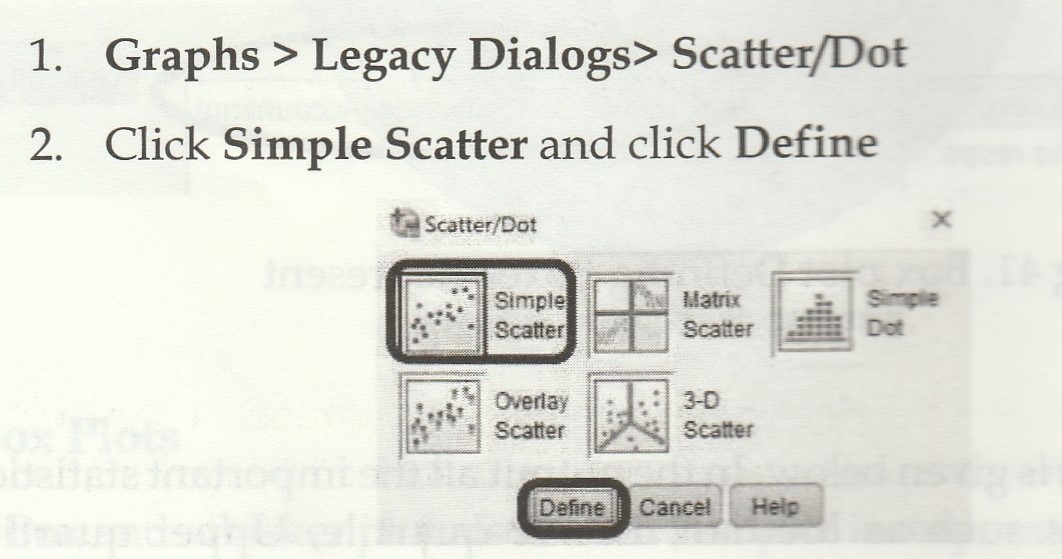 1. Graphs > Legacy Dialogs> Scatter/Dot
2. Click Simple Scatter and click Define
Scatter/Dot
Simple Scatter
Matrix Scatter
Simple Dot
Overlay Scatter
3-D Scatter
Define Cancel Help